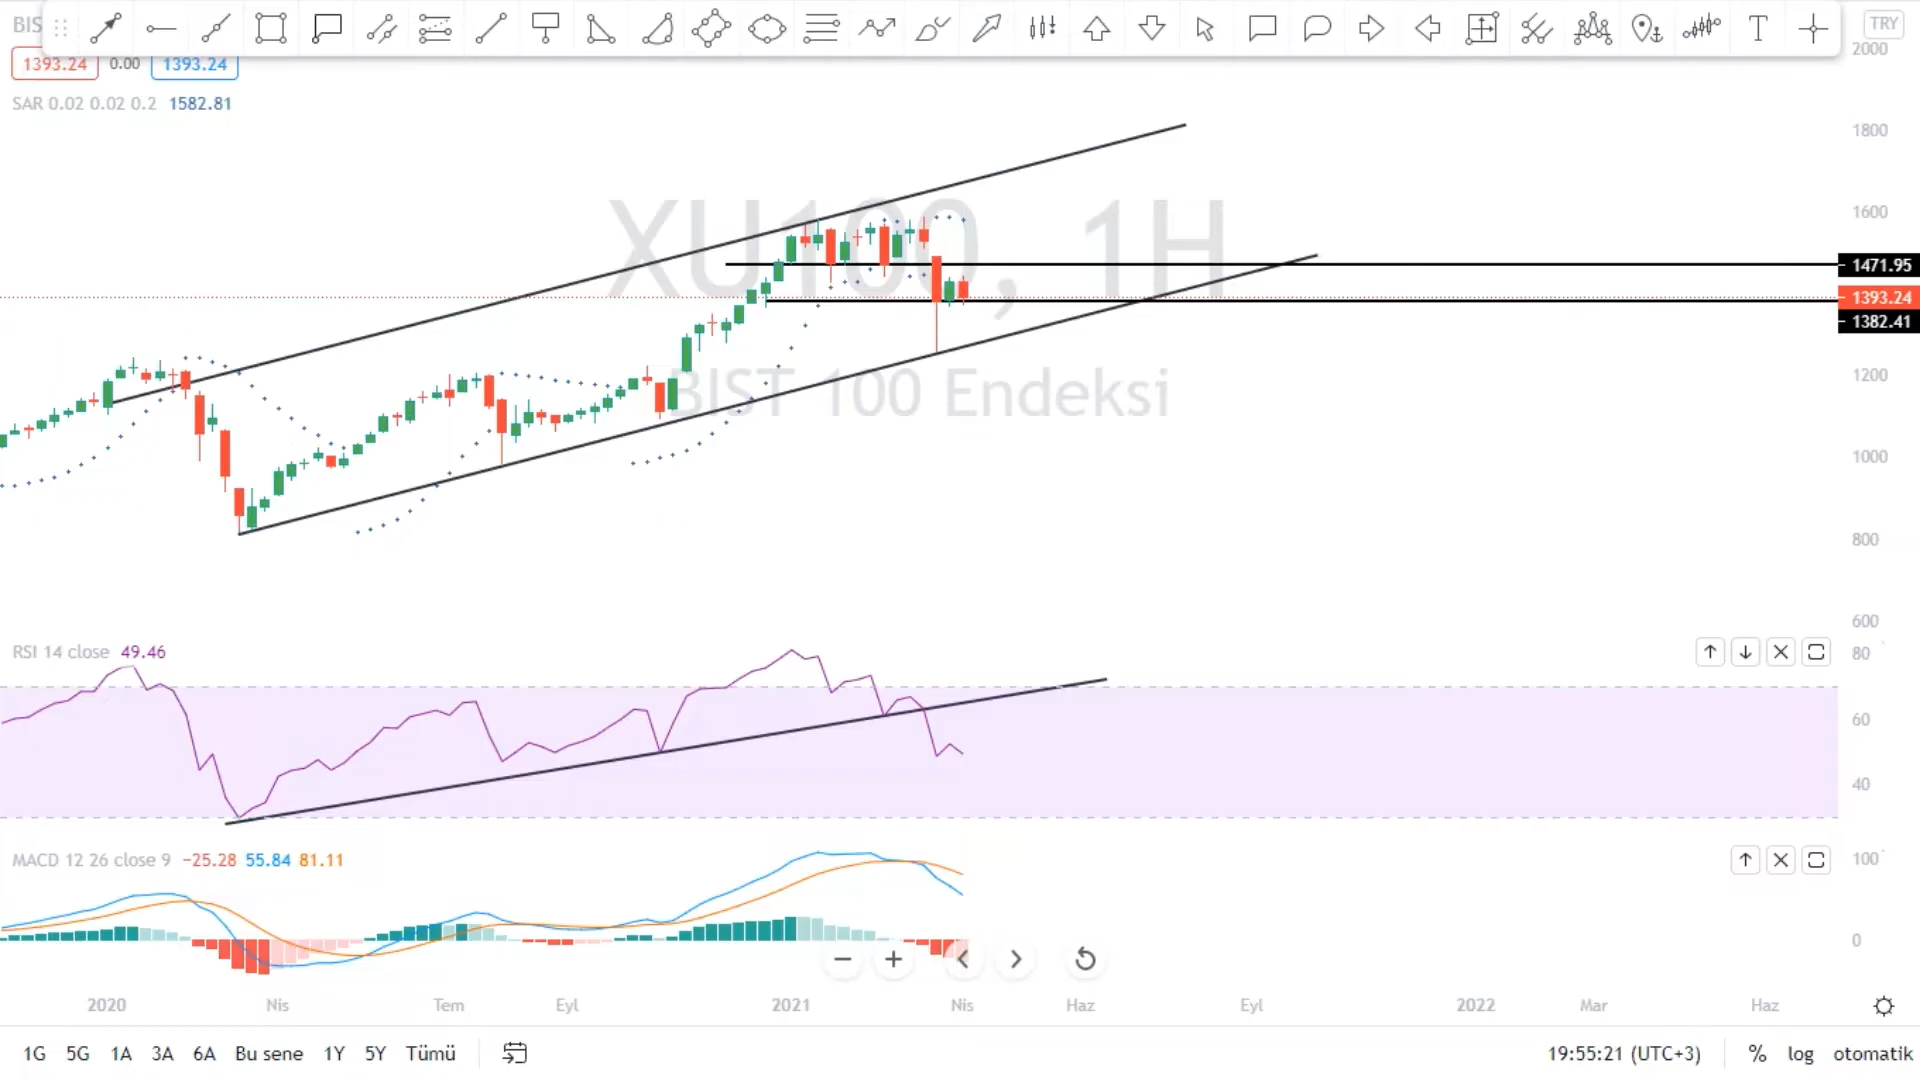 BIS
TRY
1393.24 0.00 1393.24
SAR 0.02 0.02 0.2 1582.81
XU100, 1H
BIST 100 Endeksi
2000
1800
1600
1471.95
1393.24
1382.41
1200
1000
800
600
RSI 14 close 49.46
80
60
40
MACD 12 26 close 9 −25.28 55.84 81.11
100
0
2020 Nis Tem Eyl 2021 Nis Haz Eyl 2022 Mar Haz
1G 5G 1A 3A 6A Bu sene 1Y 5Y Tümü
19:55:21 (UTC+3) % log otomatik